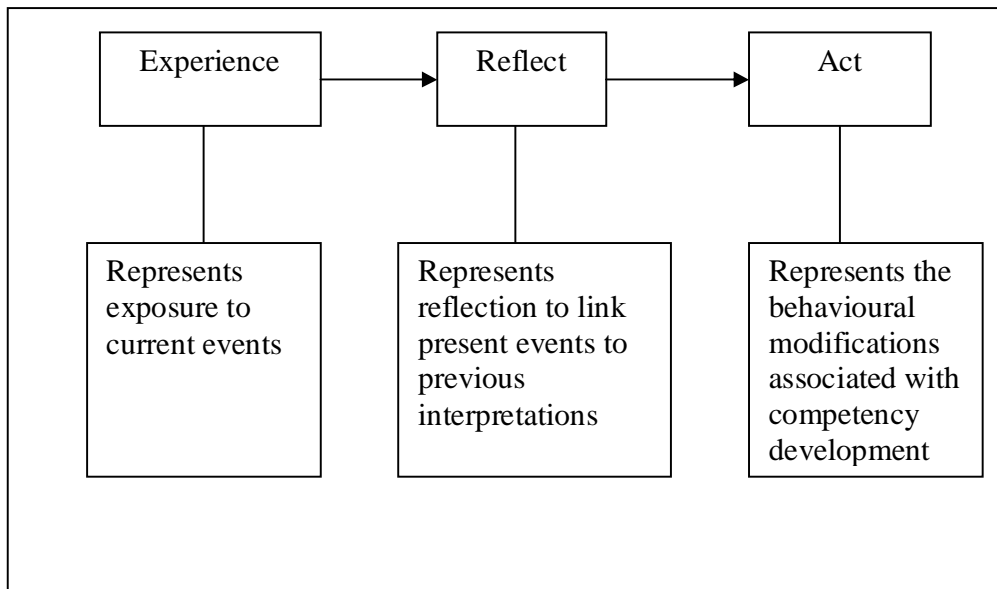 Experience
Reflect
Act
Represents
exposure to
current events
Represents
reflection to link
present events to
previous
interpretations
Represents the
behavioural
modifications
associated with
competency
development